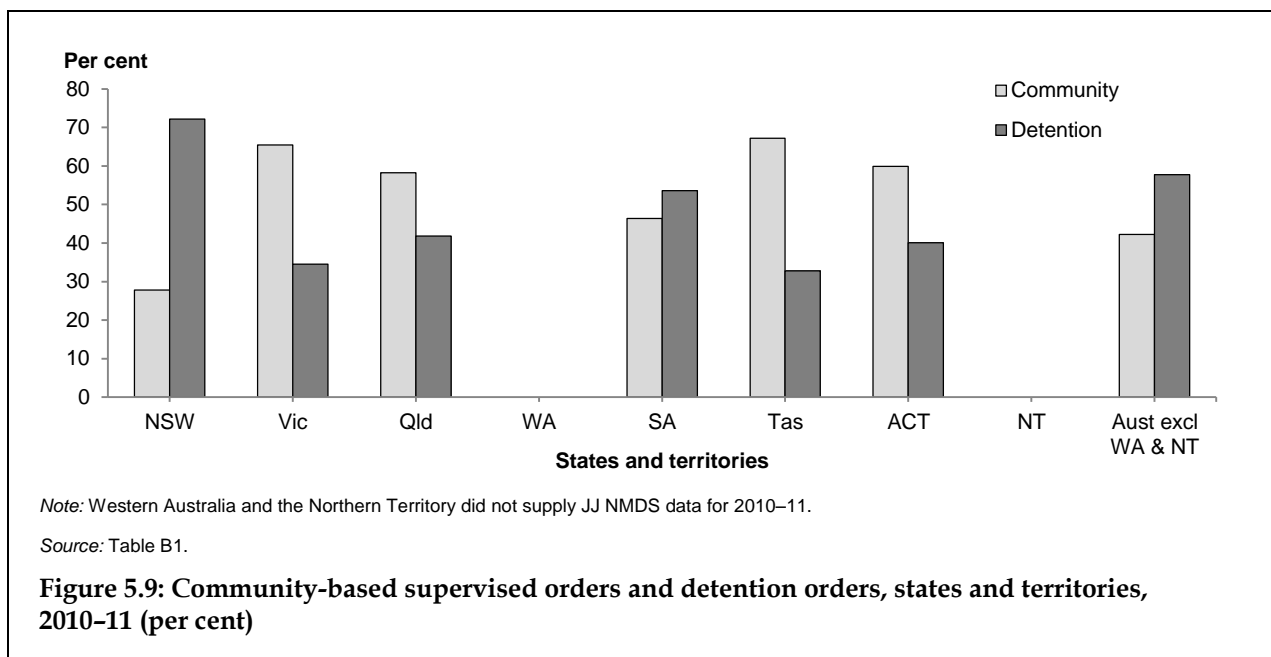 Per cent
80
70
60
50
40
30
20
10
0
Community
Detention
NSW
Vic
Qld
WA
SA
Tas
ACT
NT
Aust excl
WA & NT
States and territories
Note: Western Australia and the Northern Territory did not supply JJ NMDS data for 2010–11.
Source: Table B1.
Figure 5.9: Community-based supervised orders and detention orders, states and territories,
2010–11 (per cent)